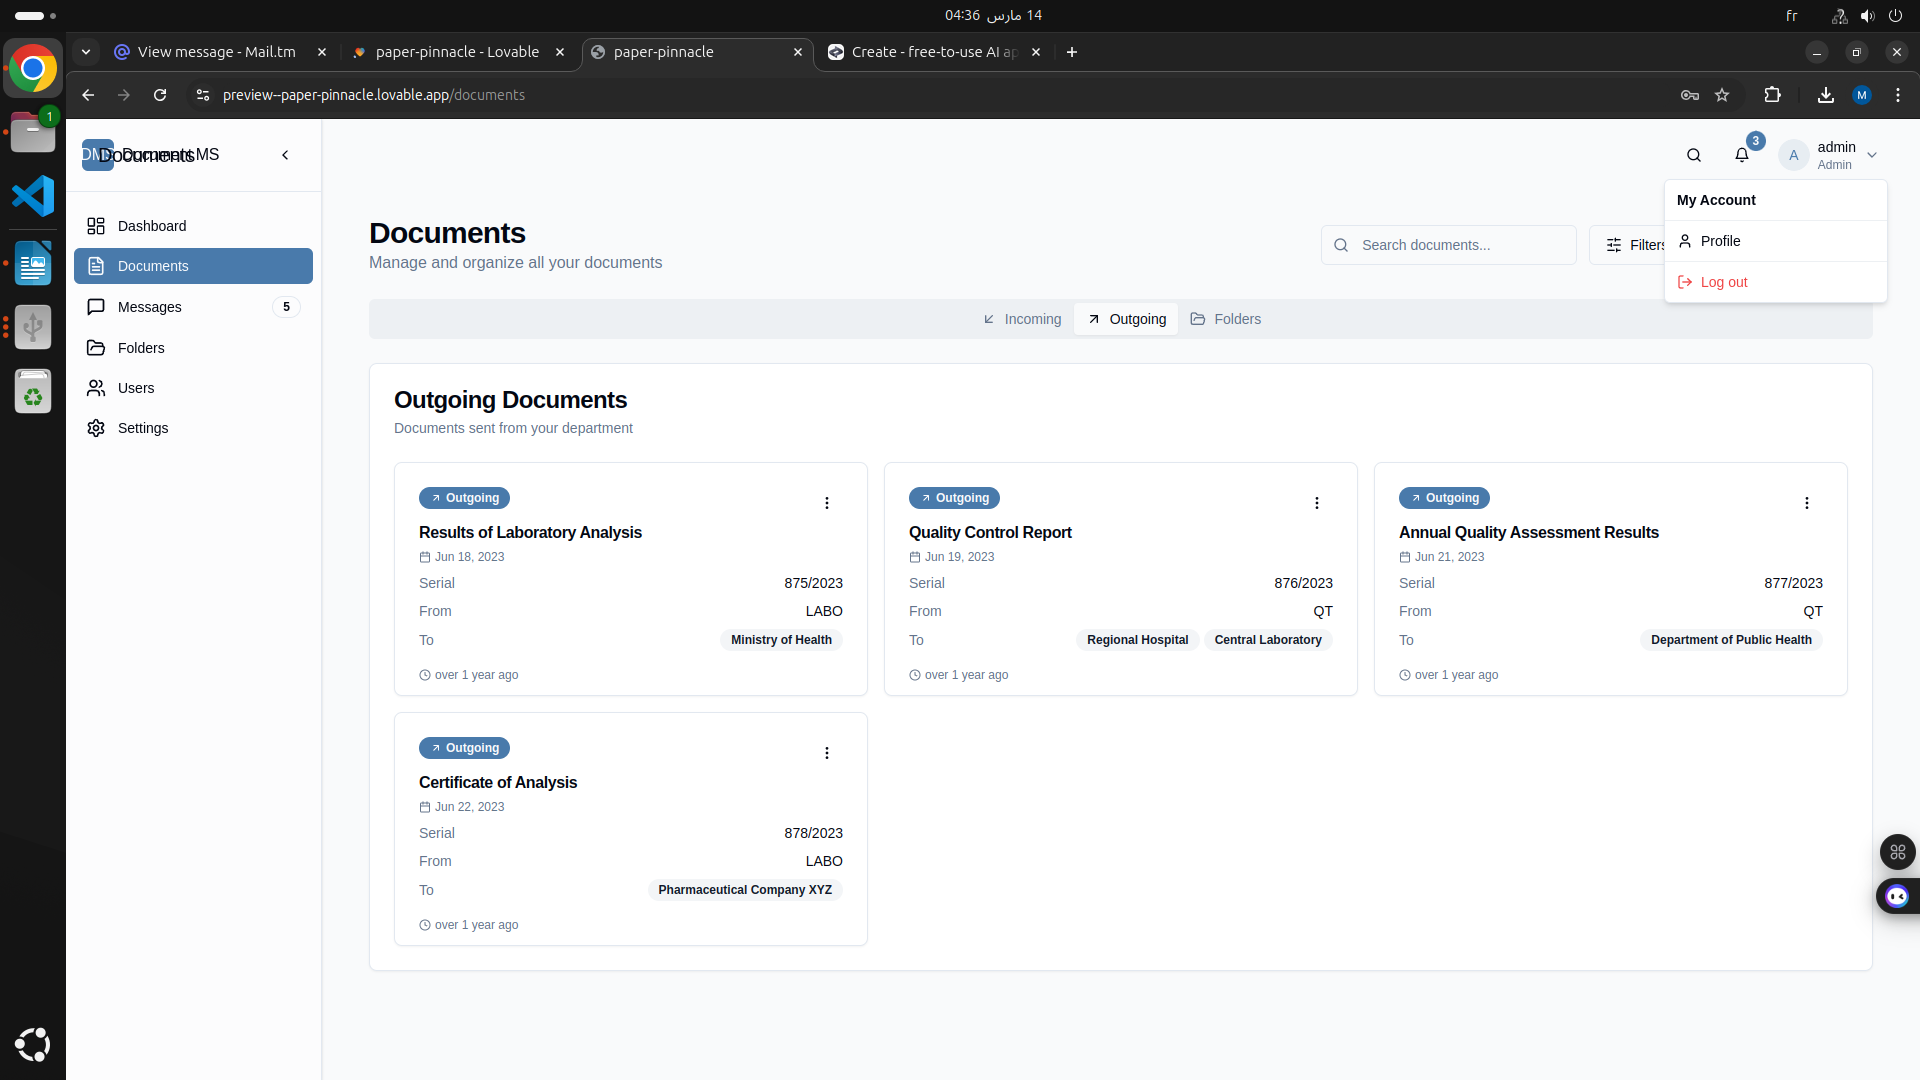 14 مارس 04:36
fr
View message - Mail.tm
paper-pinnacle - Lovable
paper-pinnacle
Create - free-to-use AI ap
preview--paper-pinnacle.lovable.app/documents
M
1
DMS
Document MS
Documents
3
A
admin
Admin
My Account
Profile
Log out
Dashboard
Documents
Messages
5
Folders
Users
Settings
Documents
Manage and organize all your documents
Search documents...
Filters
Incoming
Outgoing
Folders
Outgoing Documents
Documents sent from your department
Outgoing
Results of Laboratory Analysis
Jun 18, 2023
Serial
875/2023
From
LABO
To
Ministry of Health
over 1 year ago
Outgoing
Quality Control Report
Jun 19, 2023
Serial
876/2023
From
QT
To
Regional Hospital
Central Laboratory
over 1 year ago
Outgoing
Annual Quality Assessment Results
Jun 21, 2023
Serial
877/2023
From
QT
To
Department of Public Health
over 1 year ago
Outgoing
Certificate of Analysis
Jun 22, 2023
Serial
878/2023
From
LABO
To
Pharmaceutical Company XYZ
over 1 year ago